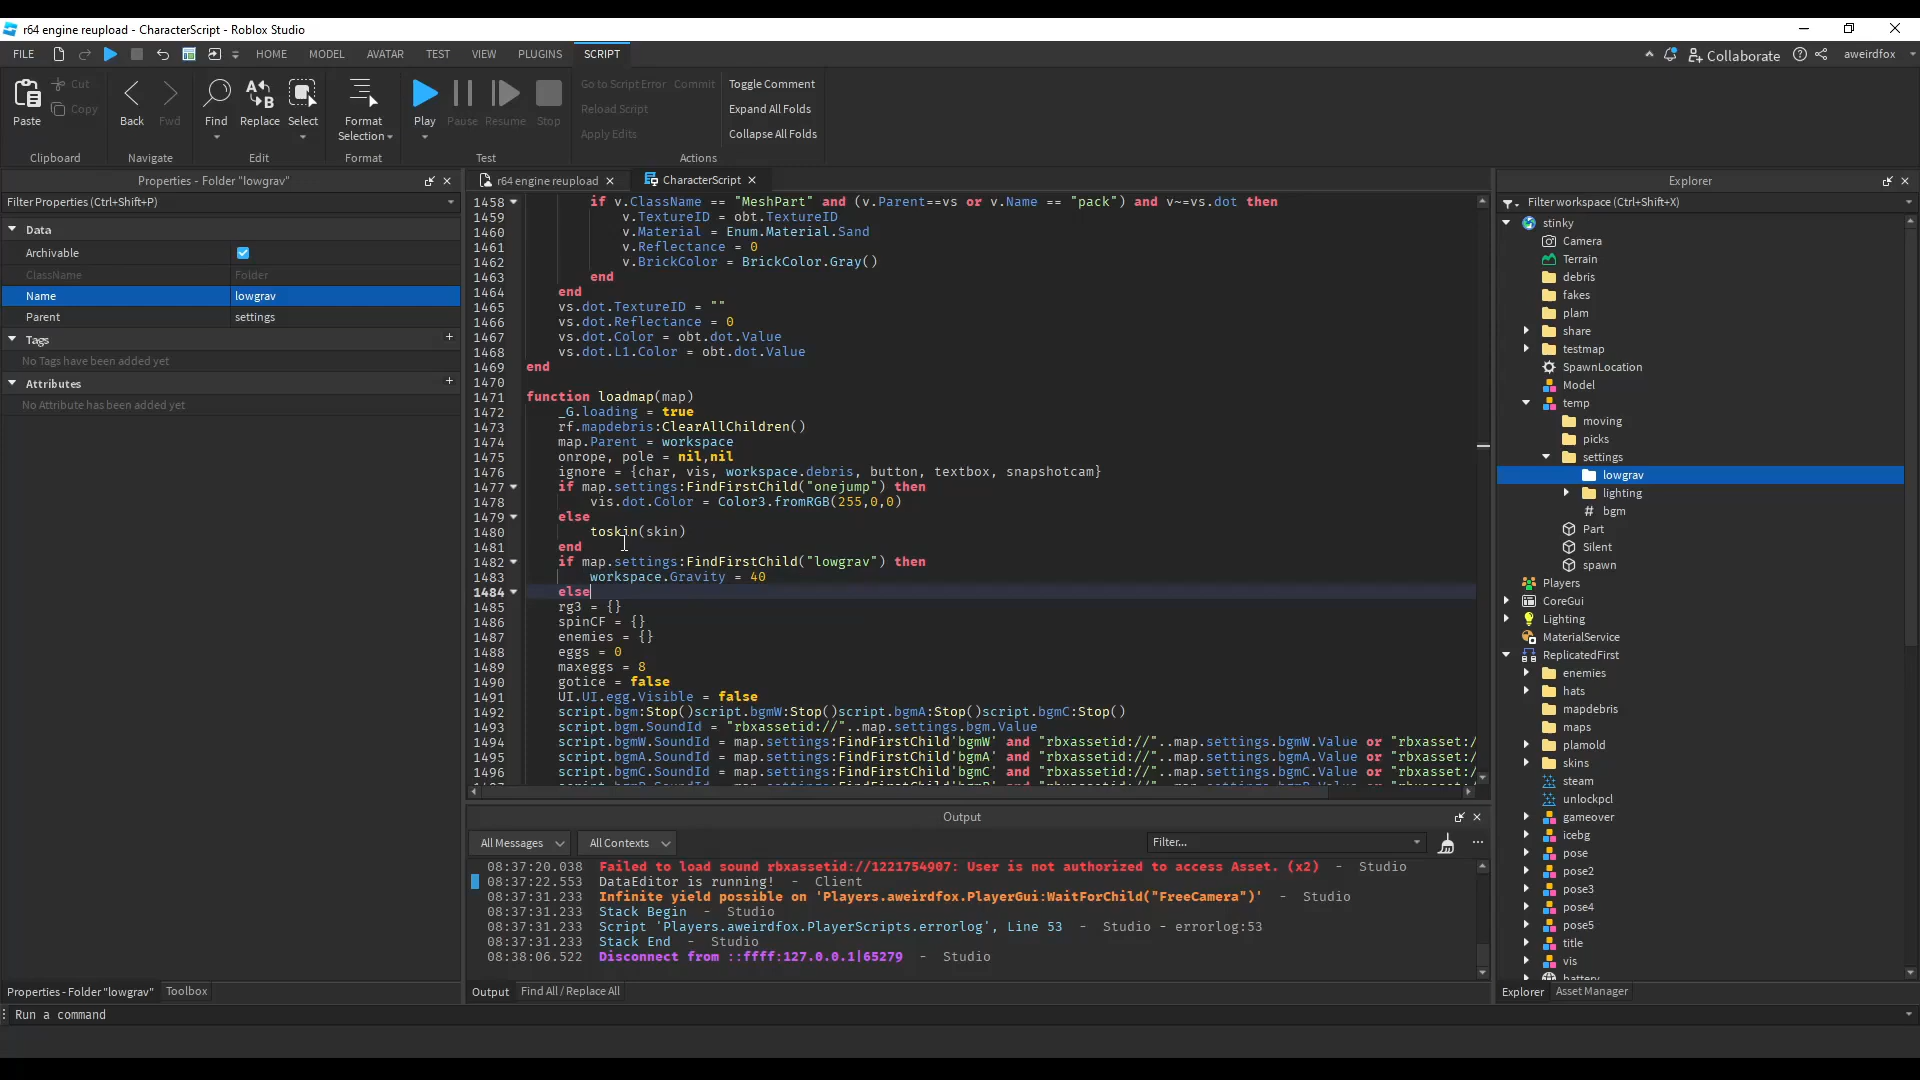 r64 engine reupload - CharacterScript - Roblox Studio
FILE HOME MODEL AVATAR TEST VIEW PLUGINS SCRIPT Collaborate aweirdfox
Paste Cut Copy Back Fwd Find Replace Select Format Selection Play Pause Resume Stop
Go to Script Error Commit Toggle Comment
Reload Script Expand All Folds
Apply Edits Collapse All Folds
Clipboard Navigate Edit Format Test Actions
Properties - Folder "lowgrav"
Filter Properties (Ctrl+Shift+P)
Data
Archivable
ClassName Folder
Name lowgrav
Parent settings
Tags +
No Tags have been added yet
Attributes +
No Attribute has been added yet
r64 engine reupload CharacterScript
1458 if v.ClassName == "MeshPart" and (v.Parent==vs or v.Name == "pack") and v~=vs.dot then
1459 v.TextureID = obt.TextureID
1460 v.Material = Enum.Material.Sand
1461 v.Reflectance = 0
1462 v.BrickColor = BrickColor.Gray()
1463 end
1464 end
1465 vs.dot.TextureID = ""
1466 vs.dot.Reflectance = 0
1467 vs.dot.Color = obt.dot.Value
1468 vs.dot.L1.Color = obt.dot.Value
1469 end
1470
1471 function loadmap(map)
1472 _G.loading = true
1473 rf.mapdebris:ClearAllChildren()
1474 map.Parent = workspace
1475 onrope, pole = nil,nil
1476 ignore = {char, vis, workspace.debris, button, textbox, snapshotcam}
1477 if map.settings:FindFirstChild("onejump") then
1478 vis.dot.Color = Color3.fromRGB(255,0,0)
1479 else
1480 toskin(skin)
1481 end
1482 if map.settings:FindFirstChild("lowgrav") then
1483 workspace.Gravity = 40
1484 else
1485 rg3 = {}
1486 spinCF = {}
1487 enemies = {}
1488 eggs = 0
1489 maxeggs = 8
1490 gotice = false
1491 UI.UI.egg.Visible = false
1492 script.bgm:Stop()script.bgmW:Stop()script.bgmA:Stop()script.bgmC:Stop()
1493 script.bgm.SoundId = "rbxassetid://"..map.settings.bgm.Value
1494 script.bgmW.SoundId = map.settings:FindFirstChild'bgmW' and "rbxassetid://"..map.settings.bgmW.Value or "rbxasset:/
1495 script.bgmA.SoundId = map.settings:FindFirstChild'bgmA' and "rbxassetid://"..map.settings.bgmA.Value or "rbxasset:/
1496 script.bgmC.SoundId = map.settings:FindFirstChild'bgmC' and "rbxassetid://"..map.settings.bgmC.Value or "rbxasset:/
Output
All Messages All Contexts Filter... ...
08:37:20.038 Failed to load sound rbxassetid://1221754907: User is not authorized to access Asset. (x2) - Studio
08:37:22.553 DataEditor is running! - Client
08:37:31.233 Infinite yield possible on 'Players.aweirdfox.PlayerGui:WaitForChild("FreeCamera")' - Studio
08:37:31.233 Stack Begin - Studio
08:37:31.233 Script 'Players.aweirdfox.PlayerScripts.errorlog', Line 53 - Studio - errorlog:53
08:37:31.233 Stack End - Studio
08:38:06.522 Disconnect from ::ffff:127.0.0.1|65279 - Studio
Explorer
Filter workspace (Ctrl+Shift+X)
stinky
Camera
Terrain
debris
fakes
plam
share
testmap
SpawnLocation
Model
temp
moving
picks
settings
lowgrav
lighting
bgm
Part
Silent
spawn
Players
CoreGui
Lighting
MaterialService
ReplicatedFirst
enemies
hats
mapdebris
maps
plamold
skins
steam
unlockpcl
gameover
icebg
pose
pose2
pose3
pose4
pose5
title
vis
battery
Properties - Folder "lowgrav" Toolbox Output Find All / Replace All Explorer Asset Manager
Run a command